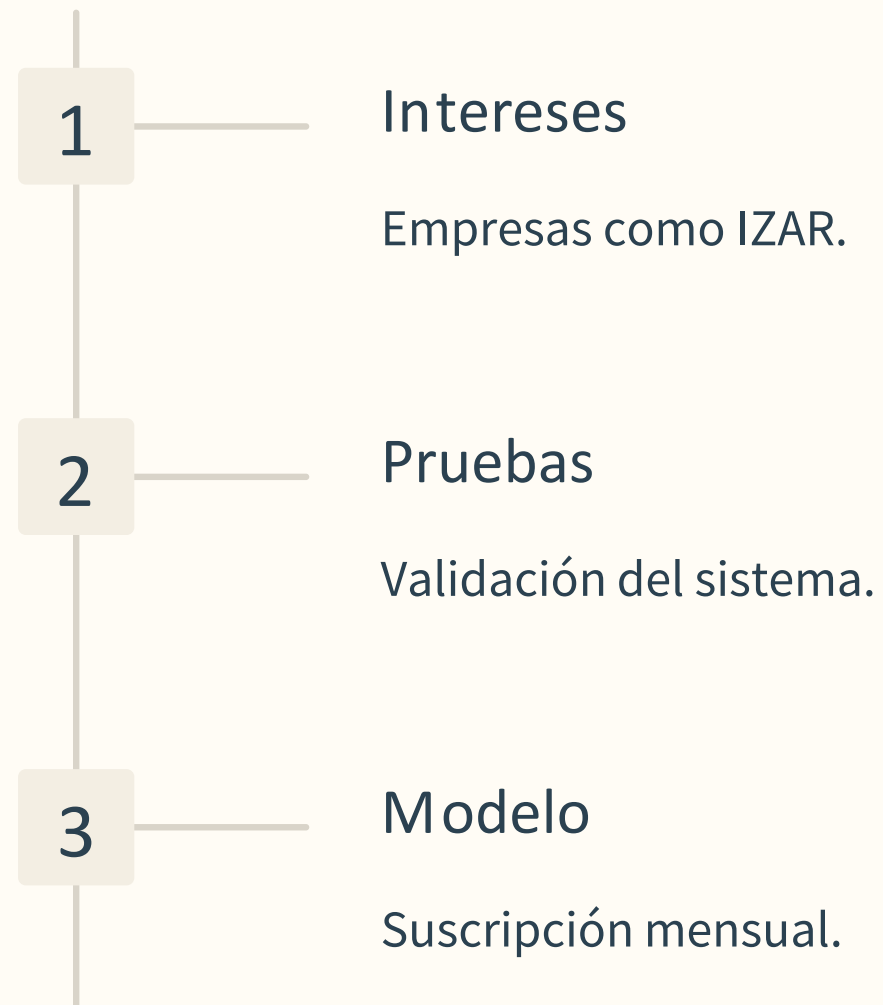 1
Intereses
Empresas como IZAR.
2
Pruebas
Validación del sistema.
3
Modelo
Suscripción mensual.